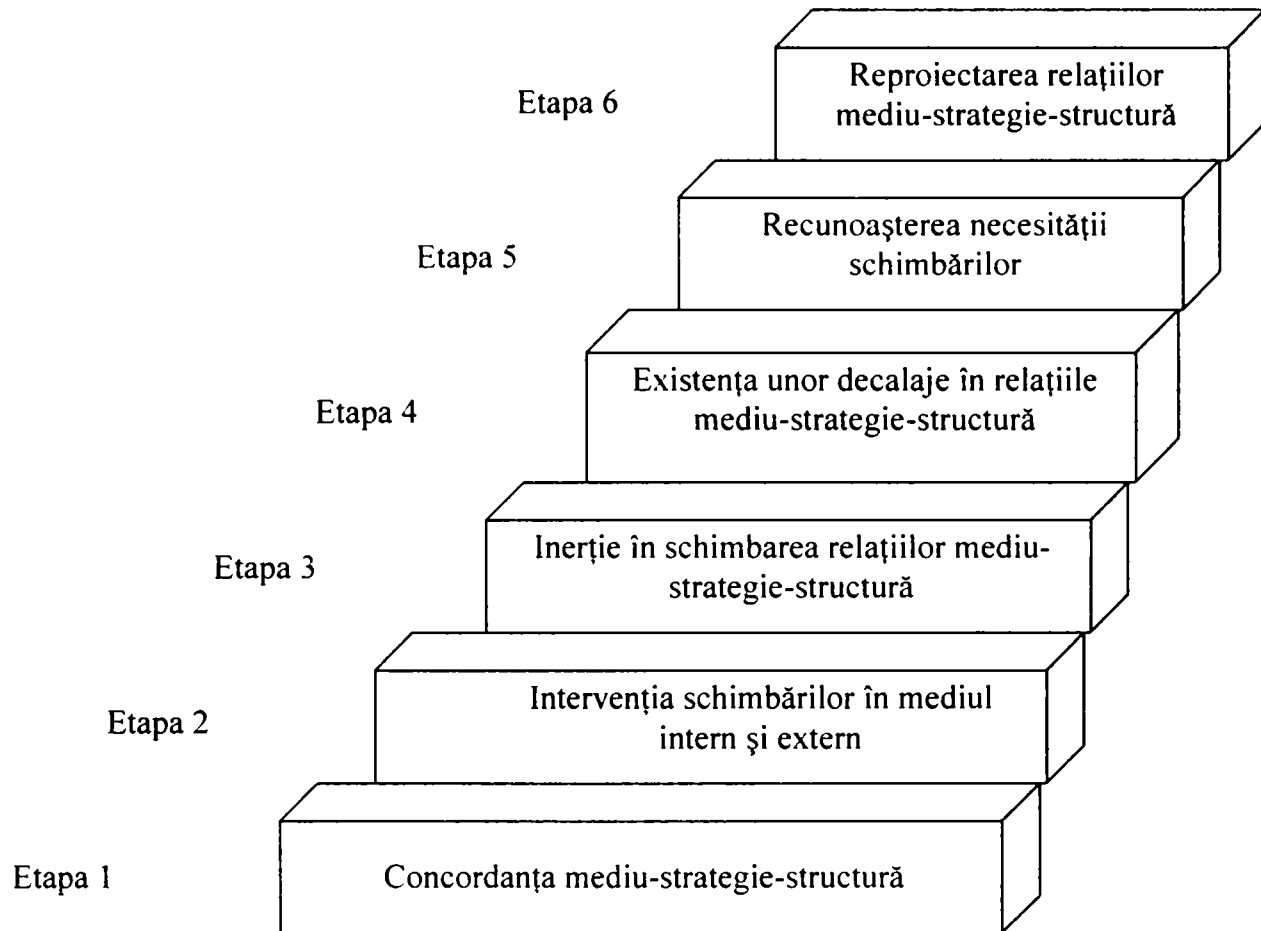 Etapa 6
Reproiectarea relațiilor
mediu-strategie-structură
Etapa 5
Recunoaşterea necesității
schimbărilor
Etapa 4
Existența unor decalaje în relațiile
mediu-strategie-structură
Etapa 3
Inerție în schimbarea relațiilor mediu-
strategie-structură
Etapa 2
Intervenția schimbărilor în mediul
intern şi extern
Etapa 1
Concordanța mediu-strategie-structură